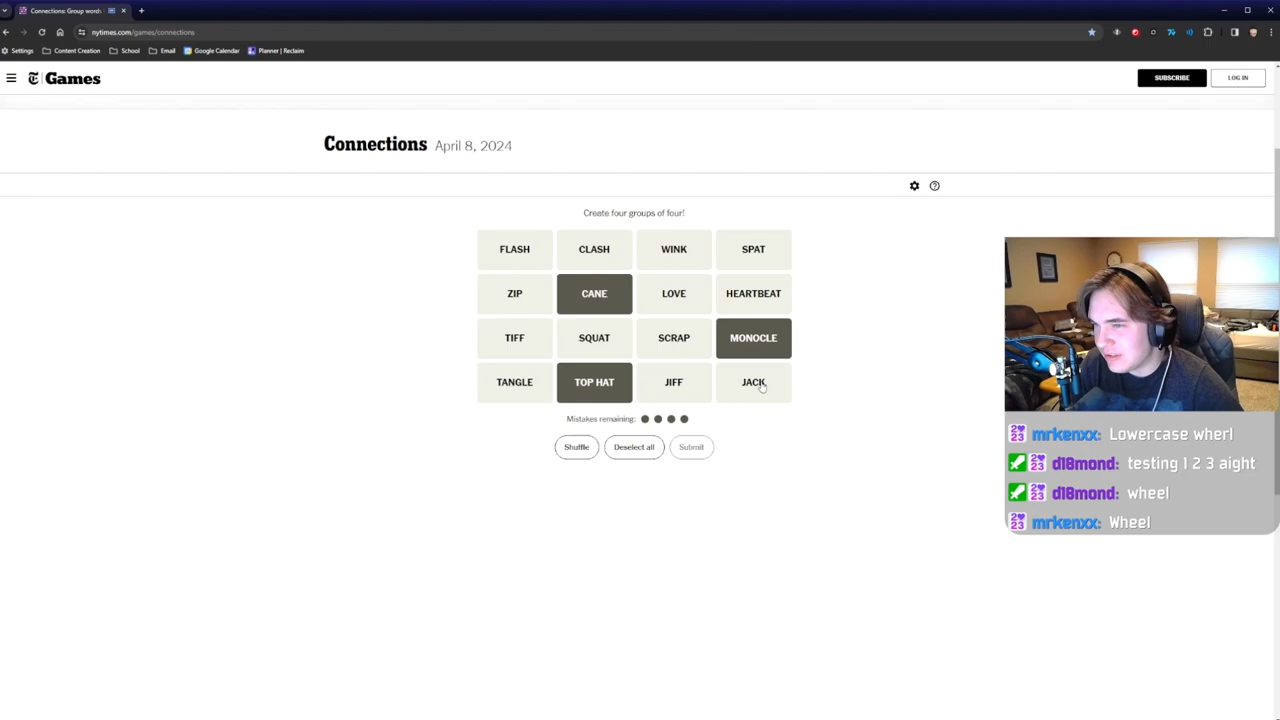 Connections: Group words
nytimes.com/games/connections
Settings Content Creation School Email Google Calendar Planner | Reclaim
Games SUBSCRIBE LOG IN
Connections April 8, 2024
Create four groups of four!
FLASH CLASH WINK SPAT
ZIP CANE LOVE HEARTBEAT
TIFF SQUAT SCRAP MONOCLE
TANGLE TOP HAT JIFF JACK
Mistakes remaining:
Shuffle Deselect all Submit
mrkenxx: Lowercase wherl
d18mond: testing 1 2 3 aight
d18mond: wheel
mrkenxx: Wheel